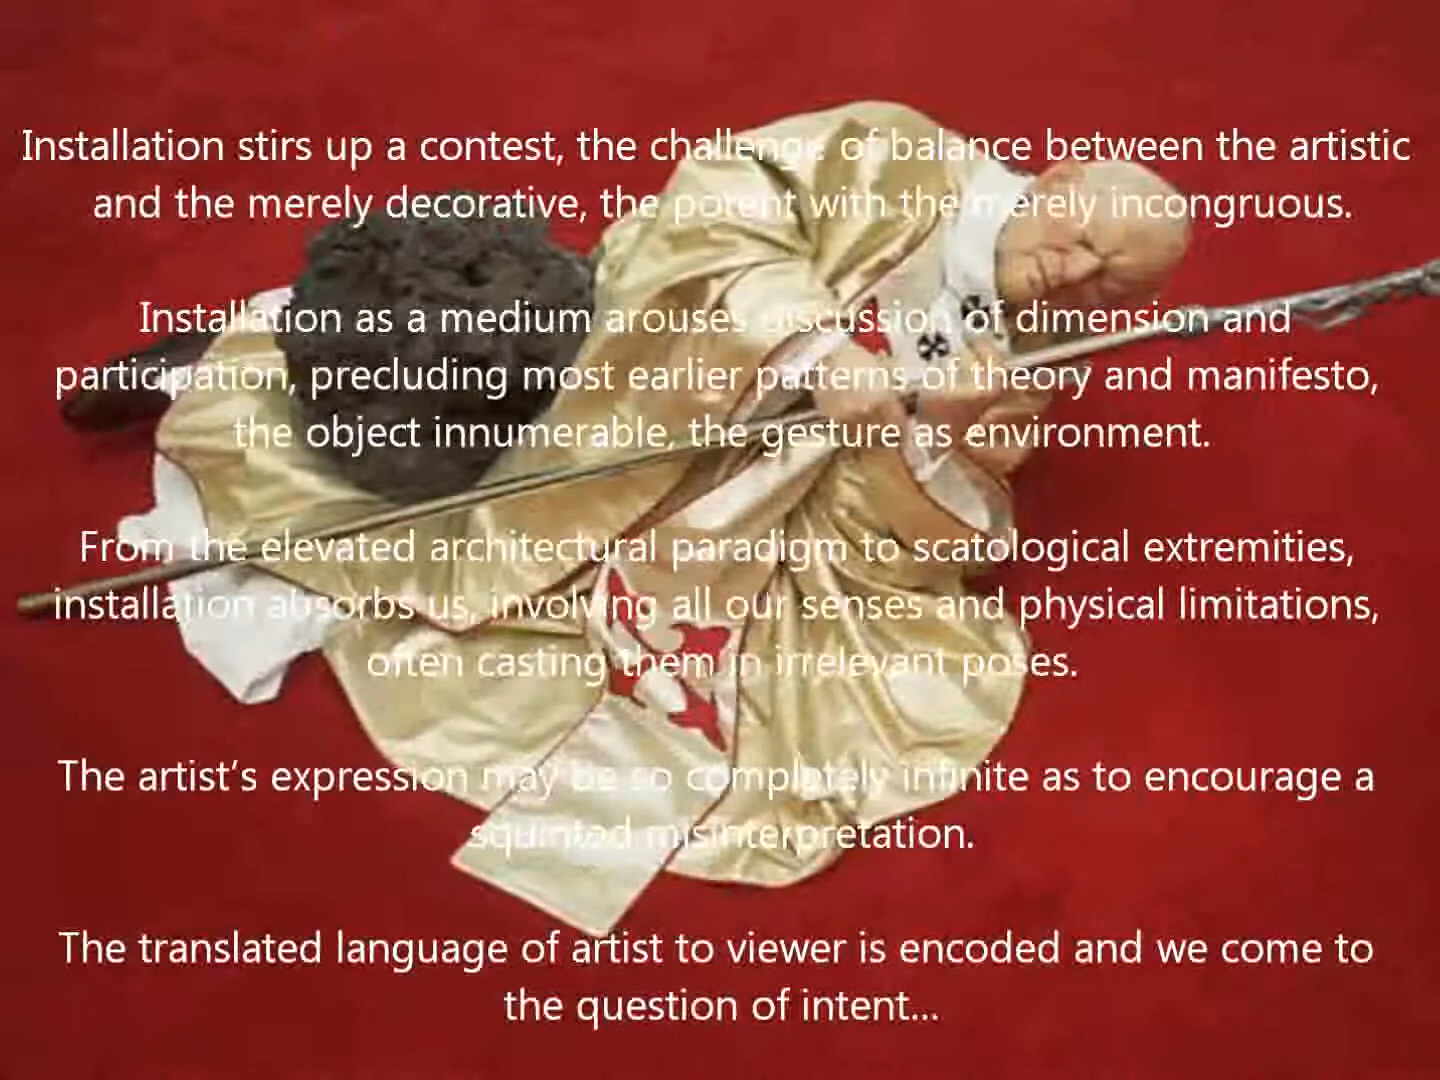 Installation stirs up a contest, the challenge of balance between the artistic
and the merely decorative, the potent with the merely incongruous.
Installation as a medium arouses discussion of dimension and
participation, precluding most earlier patterns of theory and manifesto,
the object innumerable, the gesture as environment.
From the elevated architectural paradigm to scatological extremities,
installation absorbs us, involving all our senses and physical limitations,
often casting them in irrelevant poses.
The artist’s expression may be so completely infinite as to encourage a
squinted misinterpretation.
The translated language of artist to viewer is encoded and we come to
the question of intent...